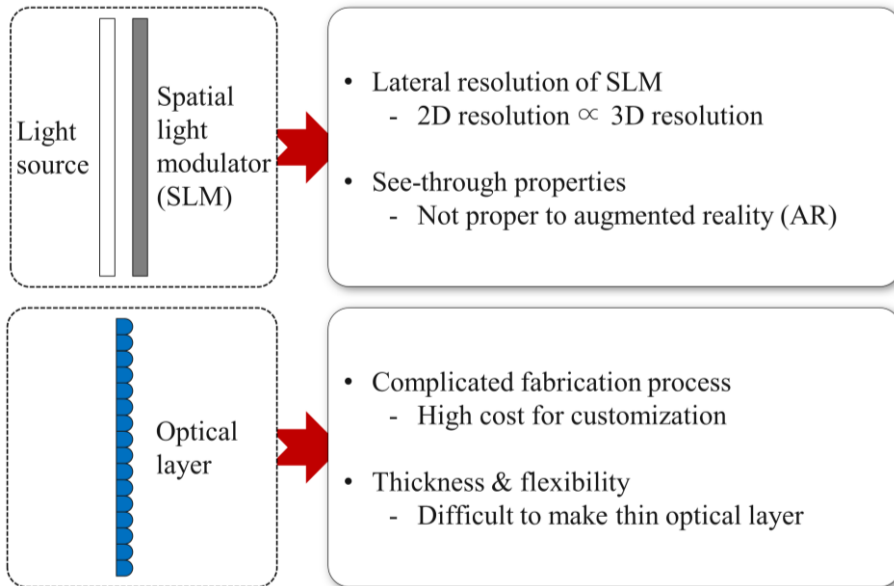 Light
source
Spatial
light
modulator
(SLM)
• Lateral resolution of SLM
- 2D resolution ∝ 3D resolution
• See-through properties
- Not proper to augmented reality (AR)
Optical
layer
• Complicated fabrication process
- High cost for customization
• Thickness & flexibility
- Difficult to make thin optical layer